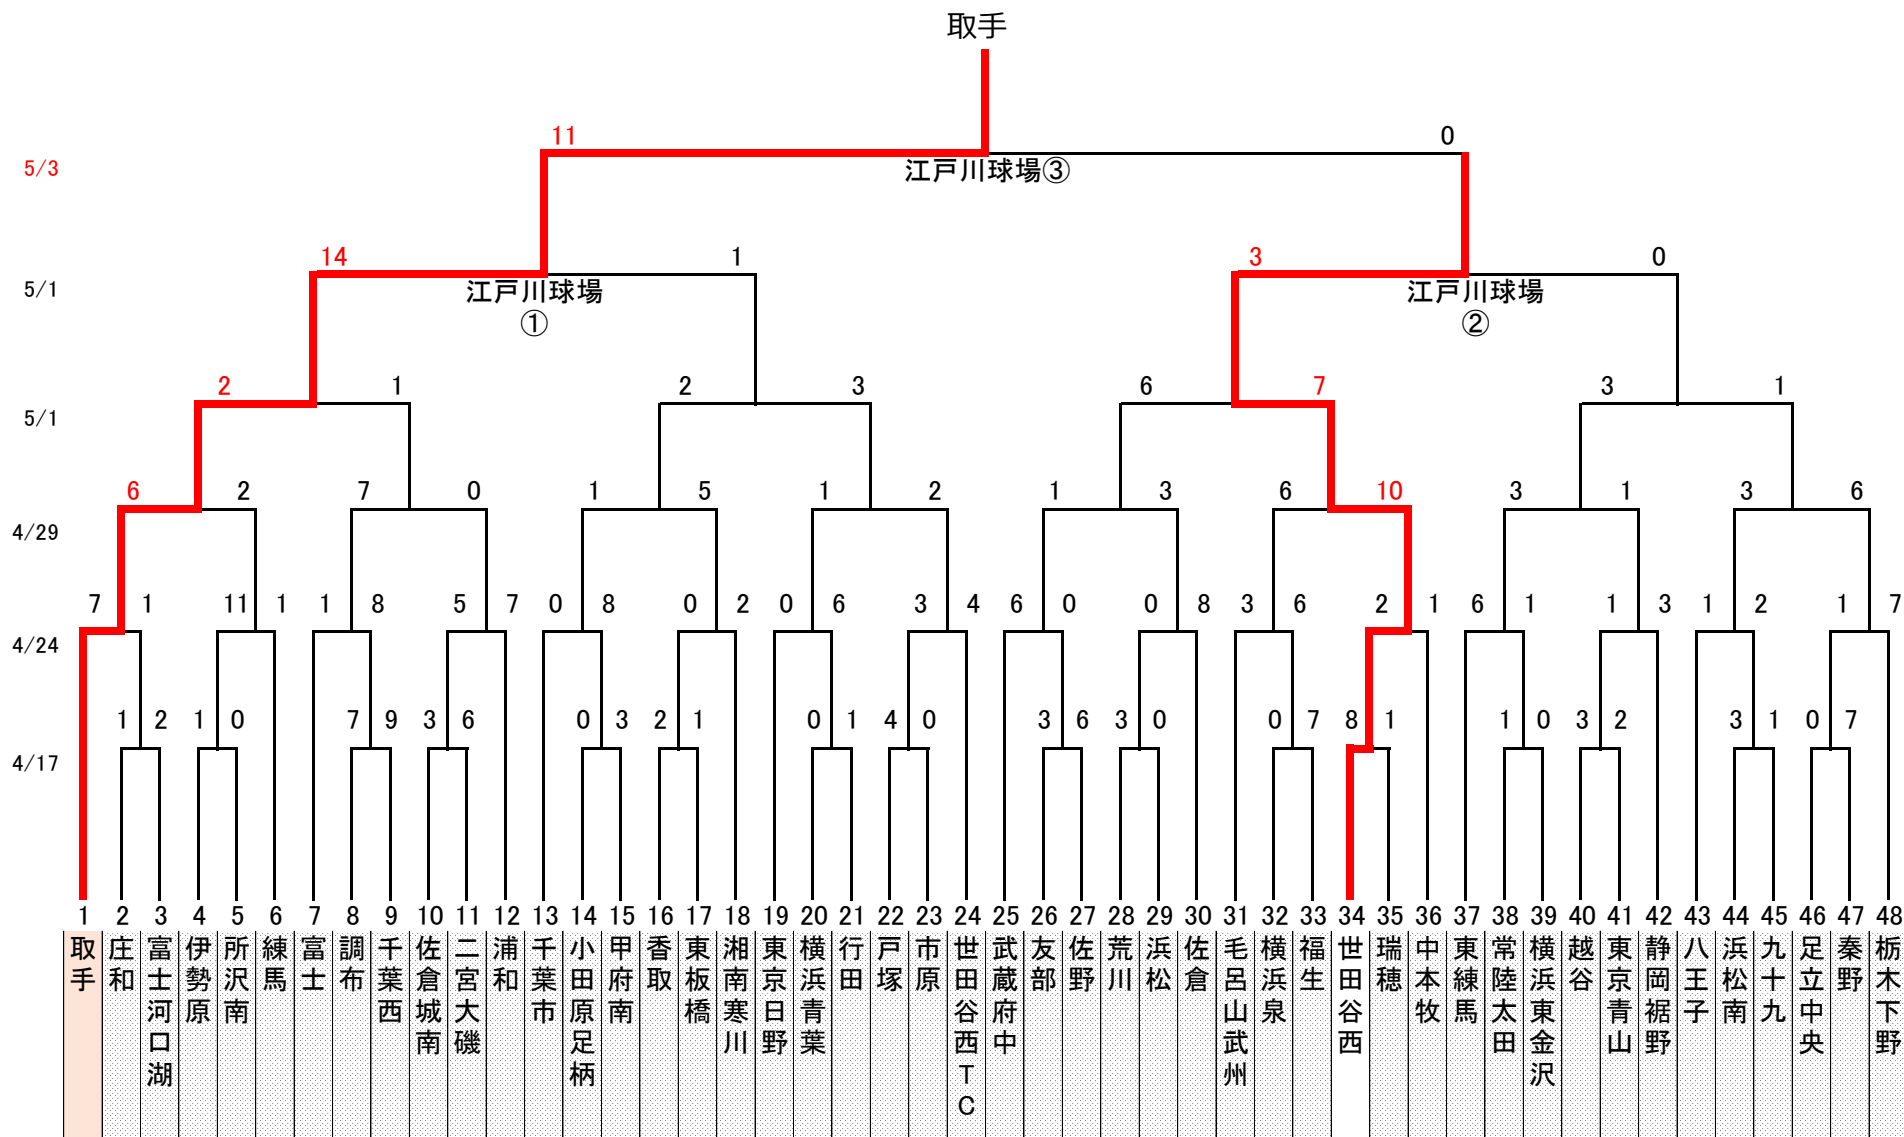 取手
11 0
5/3
江戸川球場③
14 1 3 0
5/1
江戸川球場
①
江戸川球場
②
2 1 2 3 6 7 3 1
5/1
6 2 7 0 1 5 1 2 1 3 6 10 3 1 3 6
4/29
7 1 11 1 1 8 5 7 0 8 0 2 0 6 3 4 6 0 0 8 3 6 2 1 6 1 1 3 1 2 1 7
4/24
1 2 1 0 7 9 3 6 0 3 2 1 0 1 4 0 3 6 3 0 0 7 8 1 1 0 3 2 3 1 0 7
4/17
1 2 3 4 5 6 7 8 9 10 11 12 13 14 15 16 17 18 19 20 21 22 23 24 25 26 27 28 29 30 31 32 33 34 35 36 37 38 39 40 41 42 43 44 45 46 47 48
取手
庄和
富士河口湖
伊勢原
所沢南
練馬
富士
調布
千葉西
佐倉城南
二宮大磯
浦和
千葉市
小田原足柄
甲府南
香取
東板橋
湘南寒川
東京日野
横浜青葉
行田
戸塚
市原
世田谷西TC
武蔵府中
友部
佐野
荒川
浜松
佐倉
毛呂山武州
横浜泉
福生
世田谷西
瑞穂
中本牧
東練馬
常陸太田
横浜東金沢
越谷
東京青山
静岡裾野
八王子
浜松南
九十九
足立中央
秦野
栃木下野